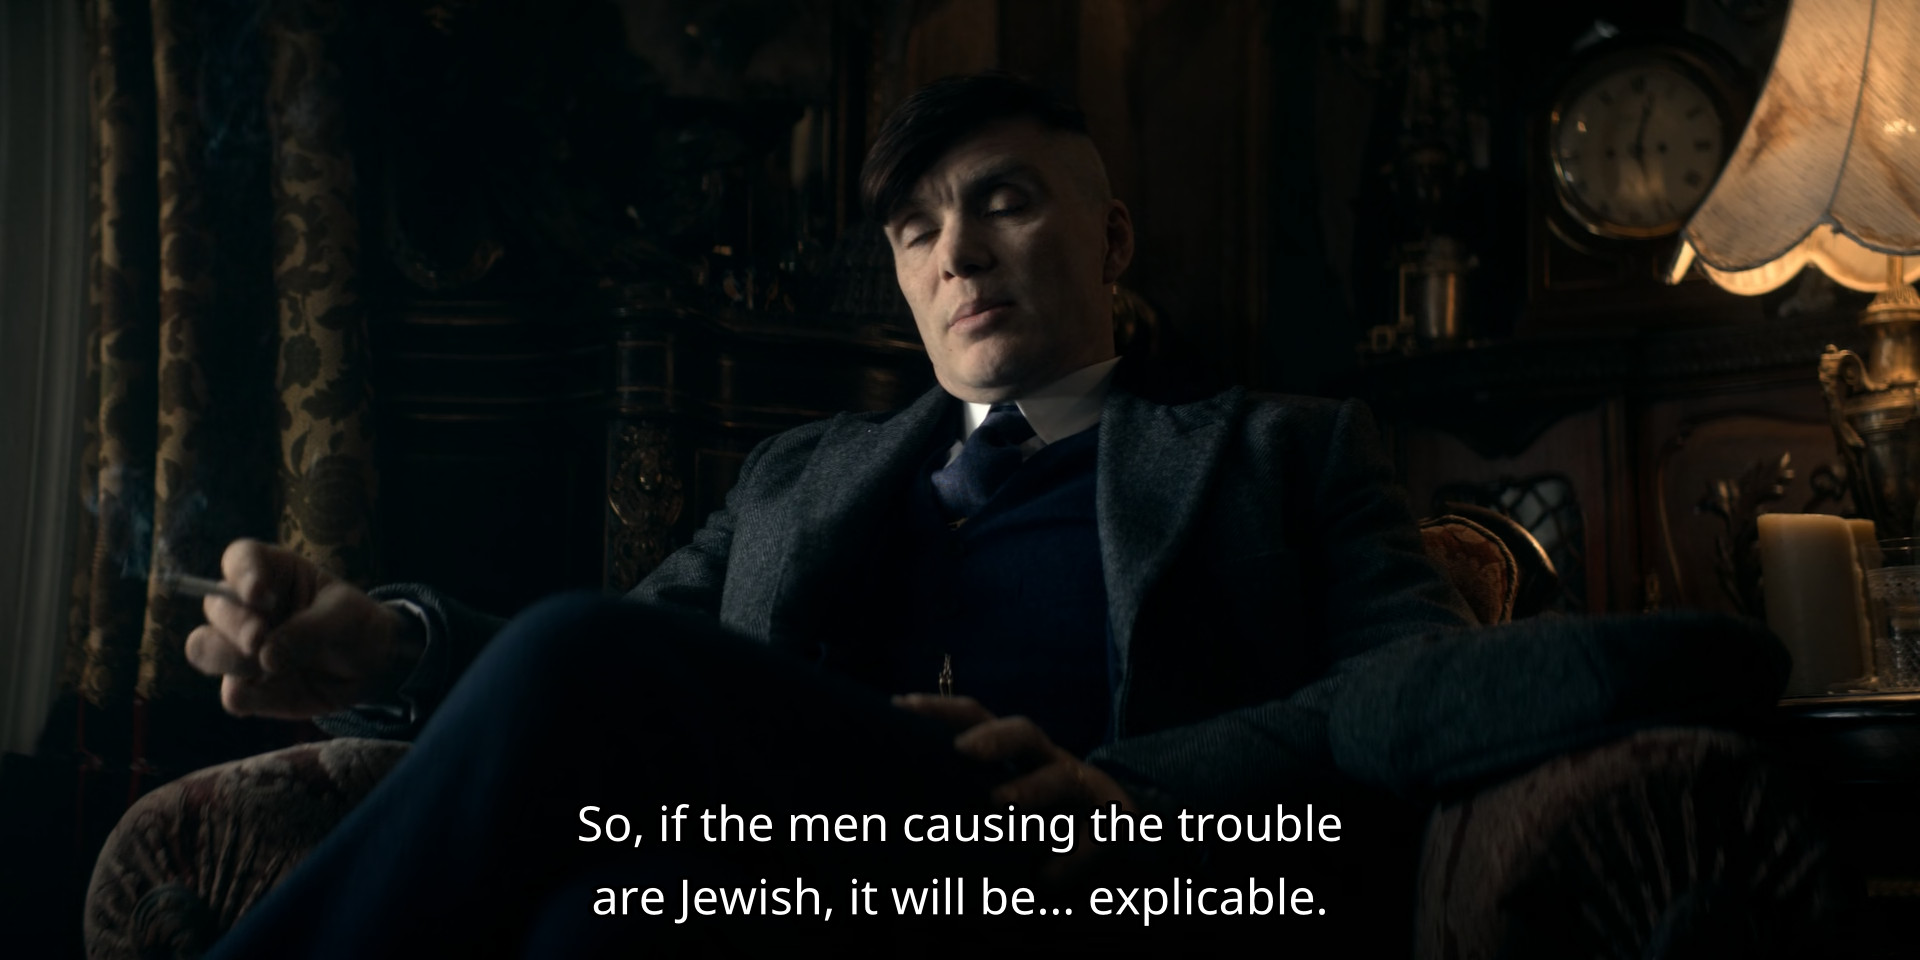 So, if the men causing the trouble
are Jewish, it will be... explicable.